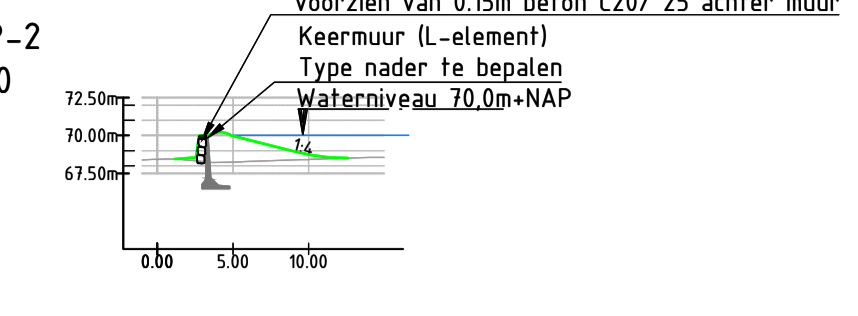 Voorzien van 0.15m beton C20/ 25 achter muur
Keermuur (L-element)
Type nader te bepalen
Waterniveau 70,0m+NAP
P-2
0
72.50m
70.00m
67.50m
1:4
0.00 5.00 10.00